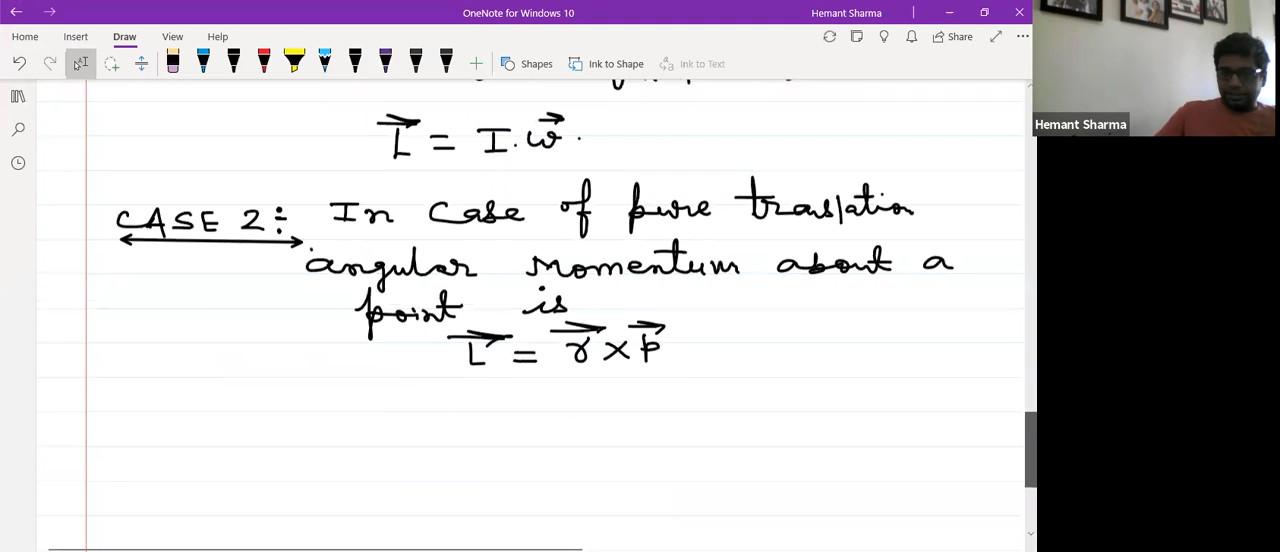 OneNote for Windows 10
Hemant Sharma
Home Insert Draw View Help
Share
Shapes Ink to Shape Ink to Text
L = I. ω.
CASE 2: In case of pure translation
angular momentum about a
point is
L = r × p
Hemant Sharma